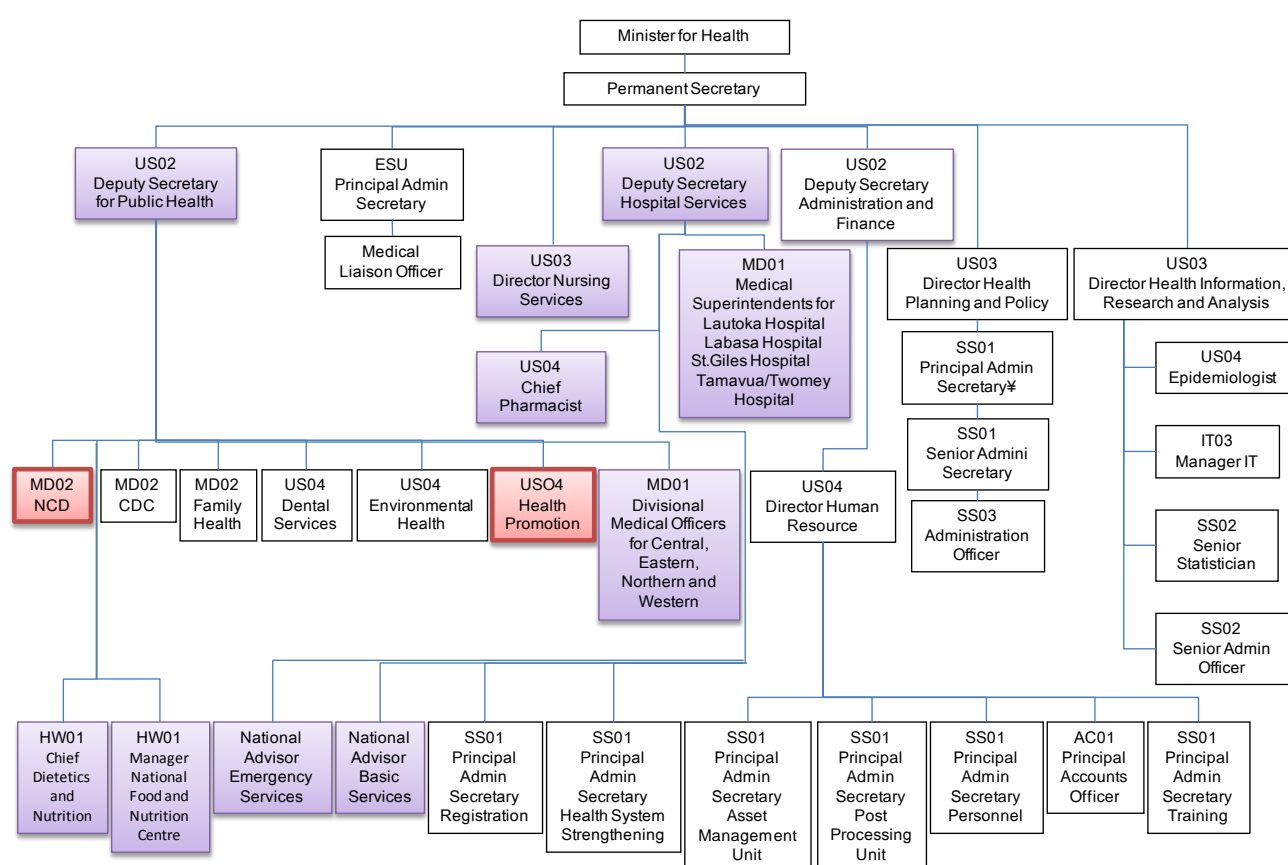 Minister for Health
Permanent Secretary
US02
Deputy Secretary
for Public Health
ESU
Principal Admin
Secretary
Medical
Liaison Officer
US03
Director Nursing
Services
US02
Deputy Secretary
Hospital Services
US04
Chief
Pharmacist
MD01
Medical
Superintendents for
Lautoka Hospital
Labasa Hospital
St.Giles Hospital
Tamavua/Twomey
Hospital
US02
Deputy Secretary
Administration and
Finance
US03
Director Health
Planning and Policy
SS01
Principal Admin
Secretary¥
SS01
Senior Admini
Secretary
SS03
Administration
Officer
US03
Director Health Information,
Research and Analysis
US04
Epidemiologist
IT03
Manager IT
SS02
Senior
Statistician
SS02
Senior Admin
Officer
MD02
NCD
MD02
CDC
MD02
Family
Health
US04
Dental
Services
US04
Environmental
Health
USO4
Health
Promotion
MD01
Divisional
Medical Officers
for Central,
Eastern,
Northern and
Western
US04
Director Human
Resource
HW01
Chief
Dietetics
and
Nutrition
HW01
Manager
National
Food and
Nutrition
Centre
National
Advisor
Emergency
Services
National
Advisor
Basic
Services
SS01
Principal
Admin
Secretary
Registration
SS01
Principal
Admin
Secretary
Health System
Strengthening
SS01
Principal
Admin
Secretary
Asset
Management
Unit
SS01
Principal
Admin
Secretary
Post
Processing
Unit
SS01
Principal
Admin
Secretary
Personnel
AC01
Principal
Accounts
Officer
SS01
Principal
Admin
Secretary
Training